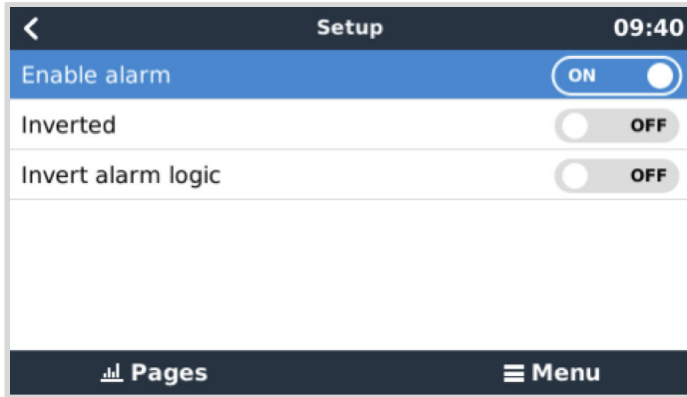 Setup 09:40
Enable alarm ON
Inverted OFF
Invert alarm logic OFF
Pages Menu